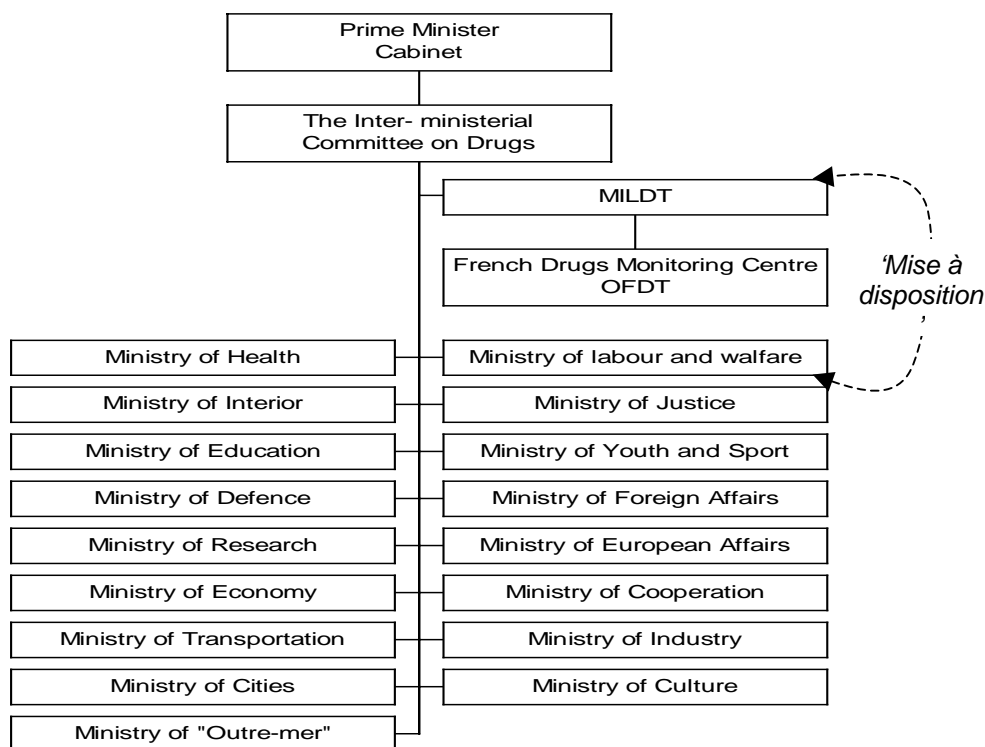 Prime Minister
Cabinet
The Inter- ministerial
Committee on Drugs
MILDT
French Drugs Monitoring Centre
OFDT
‘Mise à
disposition
’
Ministry of Health
Ministry of labour and walfare
Ministry of Interior
Ministry of Justice
Ministry of Education
Ministry of Youth and Sport
Ministry of Defence
Ministry of Foreign Affairs
Ministry of Research
Ministry of European Affairs
Ministry of Economy
Ministry of Cooperation
Ministry of Transportation
Ministry of Industry
Ministry of Cities
Ministry of Culture
Ministry of "Outre-mer"